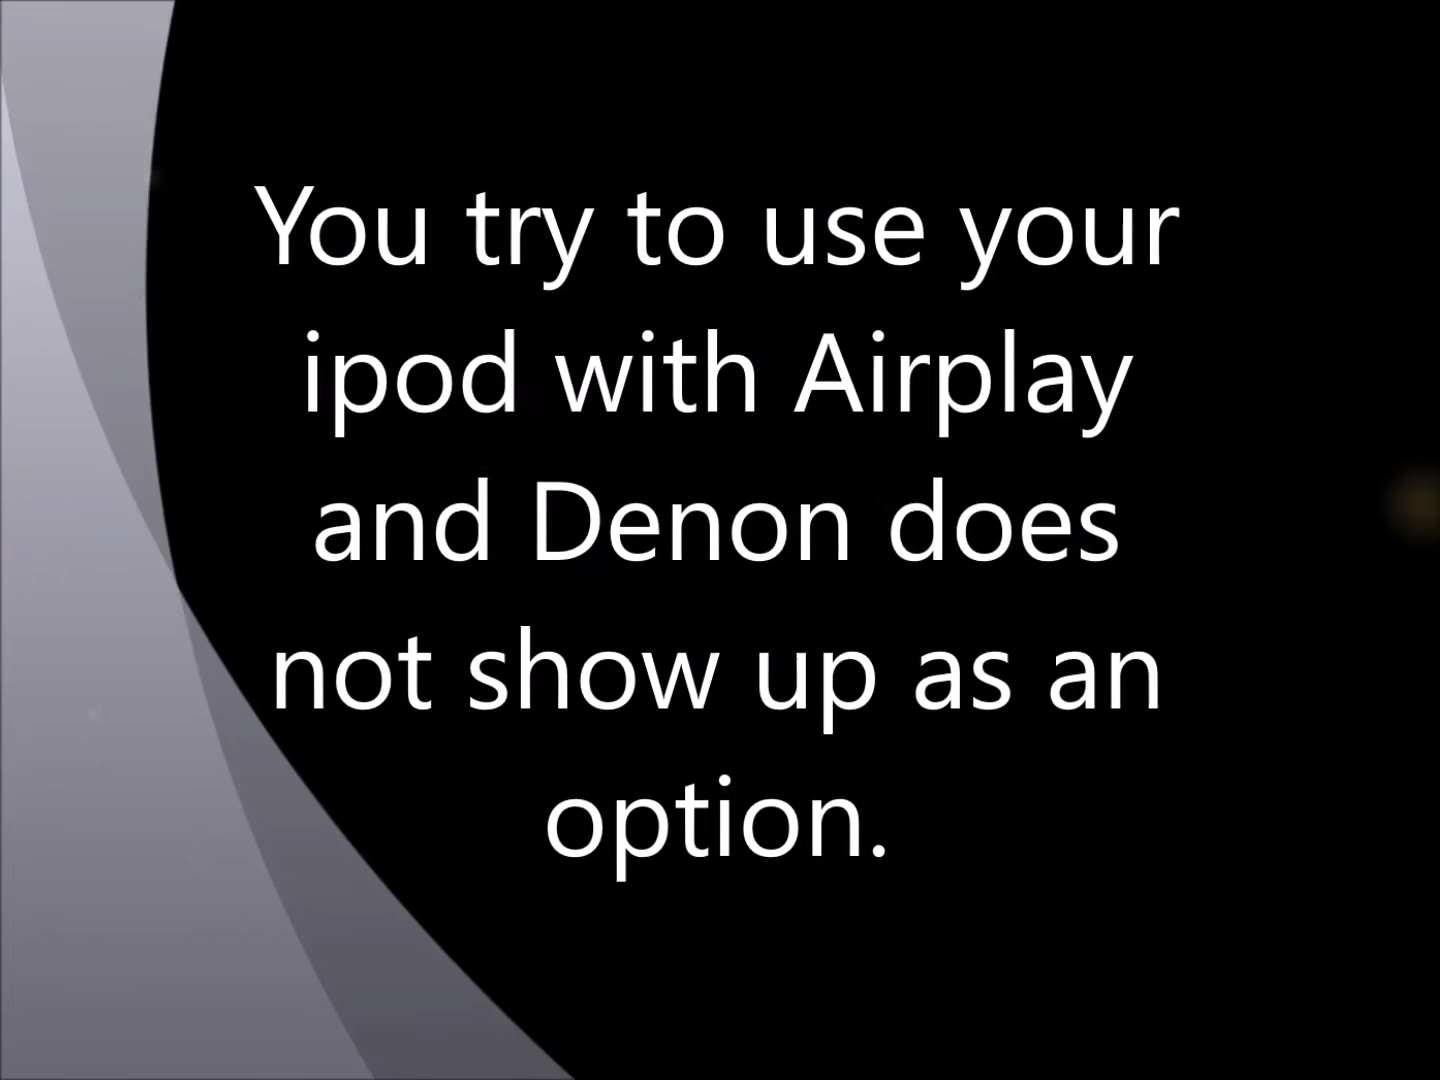 You try to use your
ipod with Airplay
and Denon does
not show up as an
option.